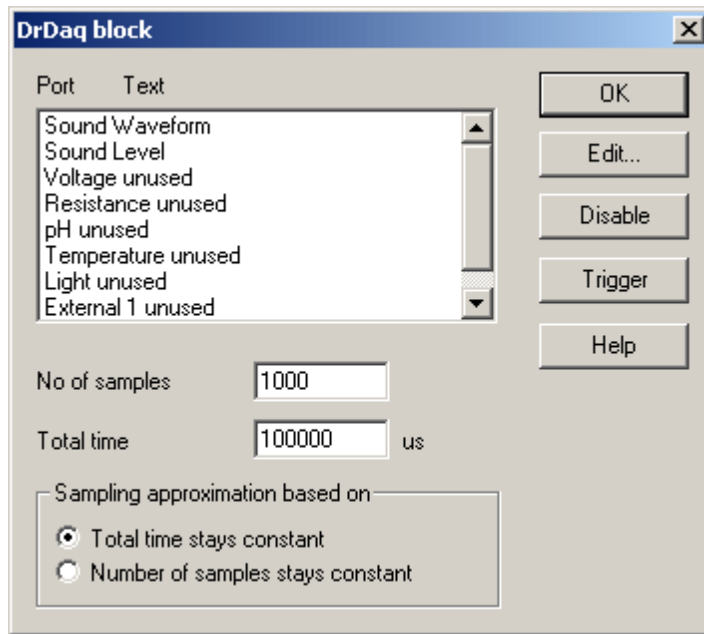 DrDaq block
Port Text
Sound Waveform
Sound Level
Voltage unused
Resistance unused
pH unused
Temperature unused
Light unused
External 1 unused
OK
Edit...
Disable
Trigger
Help
No of samples 1000
Total time 100000 us
Sampling approximation based on
Total time stays constant
Number of samples stays constant